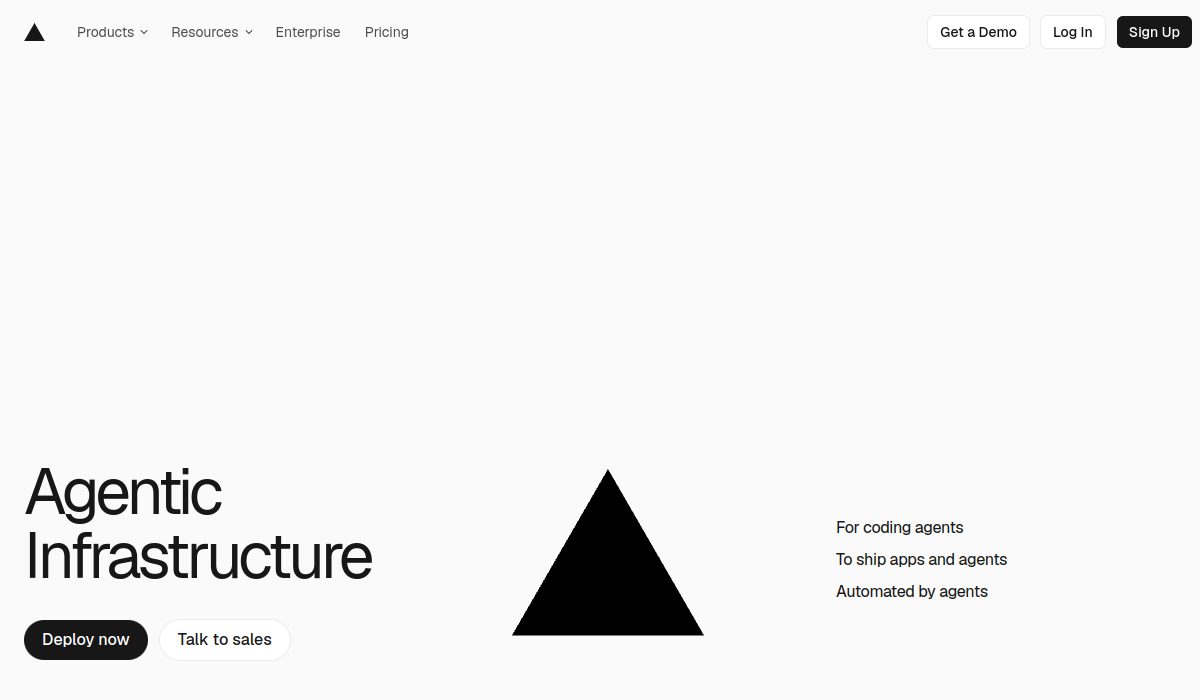 Products
Resources
Enterprise
Pricing
Get a Demo
Log In
Sign Up
Agentic
Infrastructure
Deploy now
Talk to sales
For coding agents
To ship apps and agents
Automated by agents